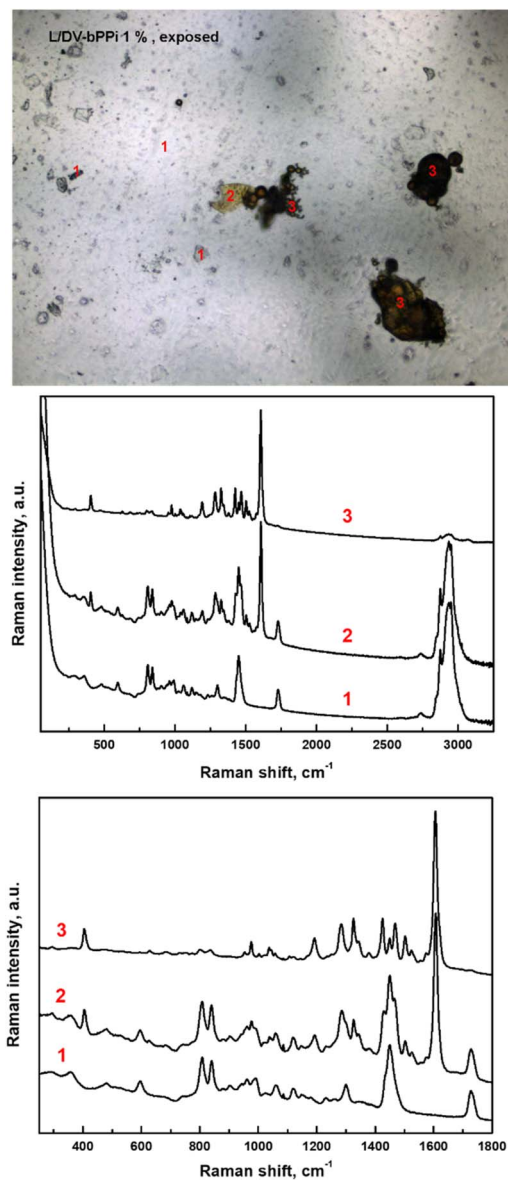 L/DV-bPPi 1 % , exposed
1
1
2
3
3
1
3
Raman intensity, a.u.
3
2
1
500 1000 1500 2000 2500 3000
Raman shift, cm-1
Raman intensity, a.u.
3
2
1
400 600 800 1000 1200 1400 1600 1800
Raman shift, cm-1